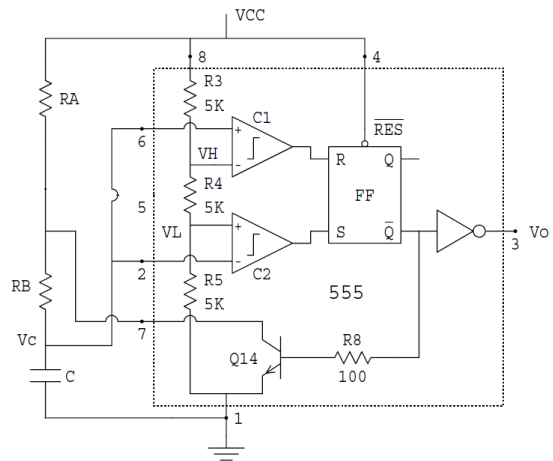 VCC
8
4
R3
5K
RA
C1
RES
6
+
VH
-
R
Q
R4
5K
FF
5
VL
+
S
Q
Vo
3
-
2
C2
R5
5K
RB
555
7
R8
Vc
Q14
100
C
1